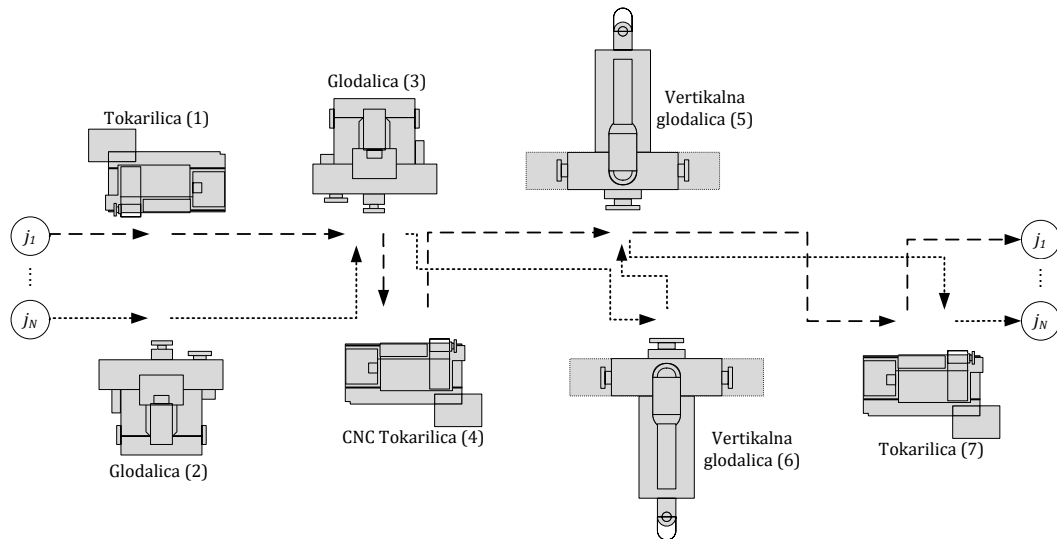 Glodalica (3)
Vertikalna
glodalica (5)
Tokarilica (1)
j1
j1
⋮
⋮
jN
jN
CNC Tokarilica (4)
Vertikalna
glodalica (6)
Tokarilica (7)
Glodalica (2)